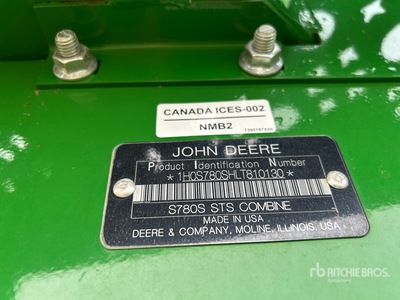 CANADA ICES-002
NMB2
JOHN DEERE
Product Identification Number
*1H0S780SHLT810130*
S780S STS COMBINE
MADE IN USA
DEERE & COMPANY, MOLINE, ILLINOIS, USA
rb RITCHIE BROS.